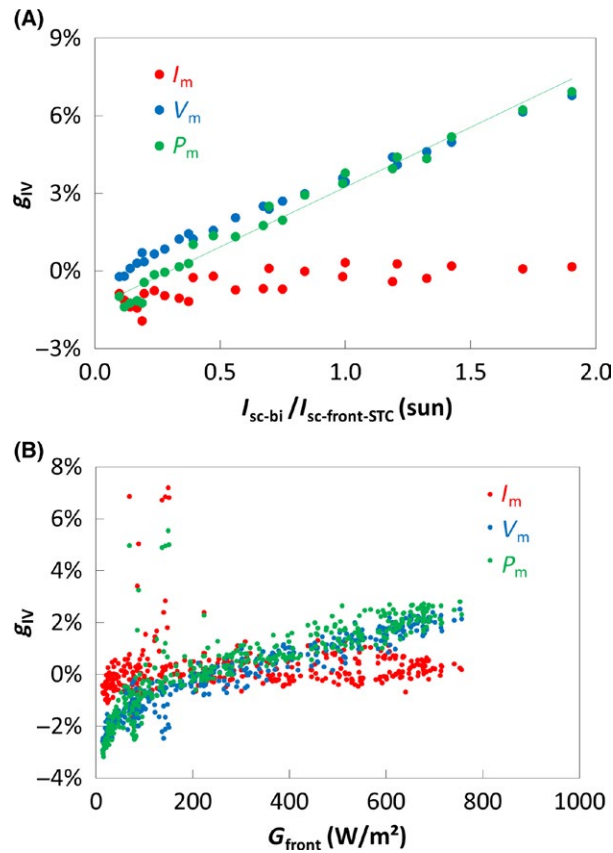 (A)
9%
6%
3%
0%
−3%
gIV
Im
Vm
Pm
0.0 0.5 1.0 1.5 2.0
Isc-bi /Isc-front-STC (sun)
(B)
8%
6%
4%
2%
0%
−2%
−4%
gIV
Im
Vm
Pm
0 200 400 600 800 1000
Gfront (W/m²)